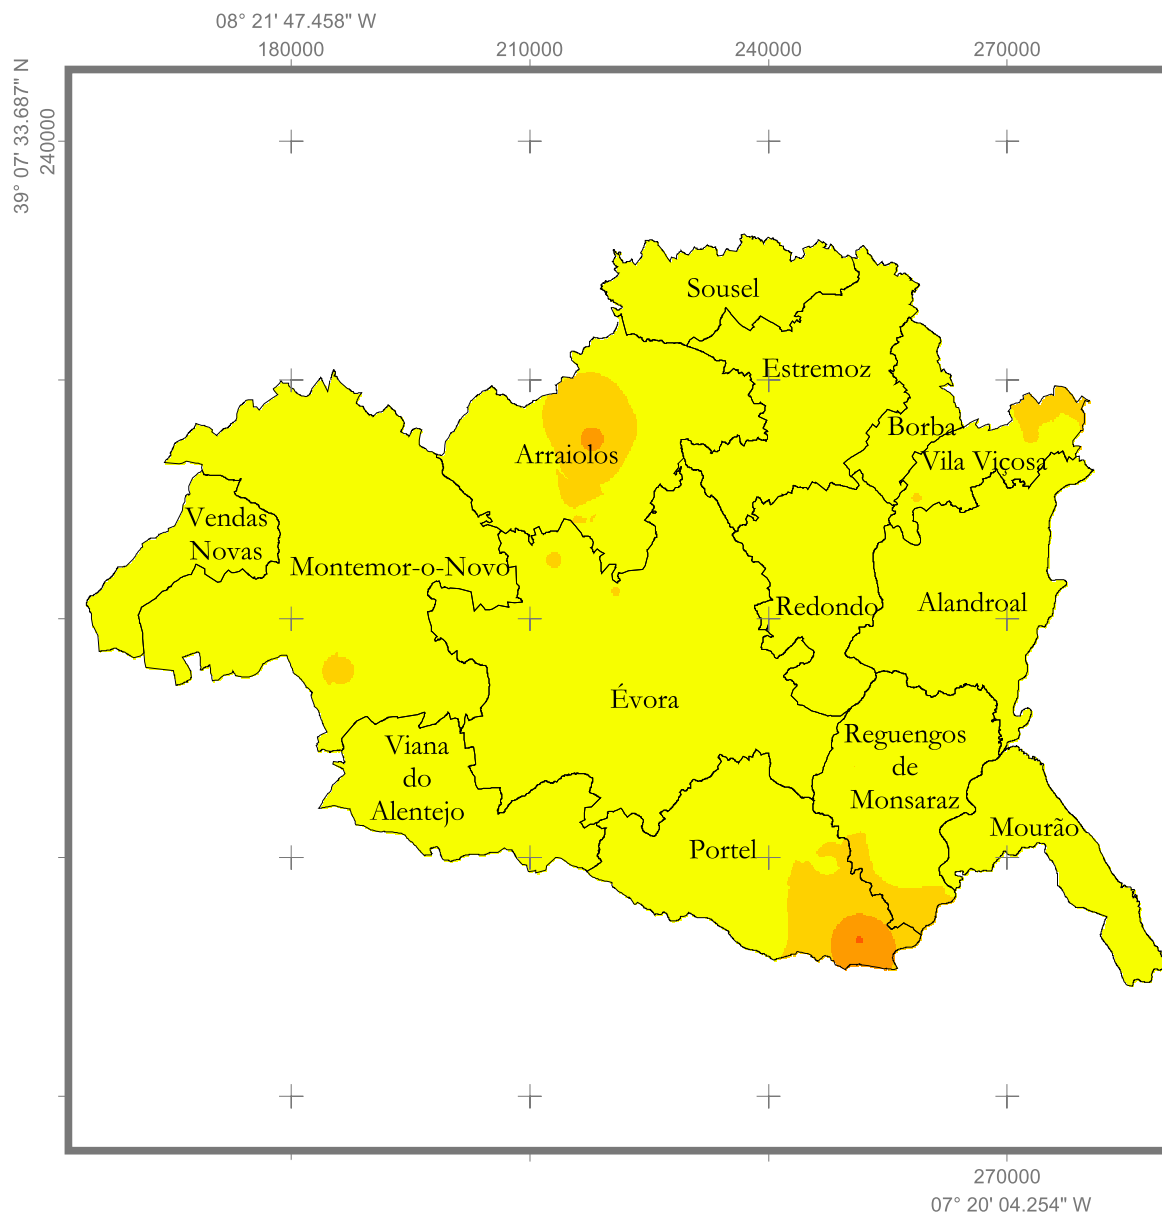 08° 21' 47.458" W
180000 210000 240000 270000
39° 07' 33.687" N
240000
Sousel
Estremoz
Borba
Arraiolos
Vila Viçosa
Vendas
Novas
Montemor-o-Novo
Redondo
Alandroal
Évora
Viana
do
Alentejo
Reguengos
de
Monsaraz
Mourão
Portel
270000
07° 20' 04.254" W